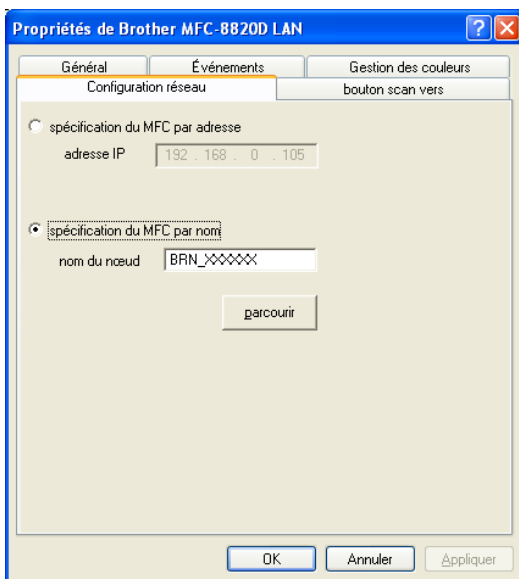 Propriétés de Brother MFC-8820D LAN
Général Événements Gestion des couleurs
Configuration réseau bouton scan vers
spécification du MFC par adresse
adresse IP 192 . 168 . 0 . 105
spécification du MFC par nom
nom du nœud BRN_XXXXXX
parcourir
OK Annuler Appliquer